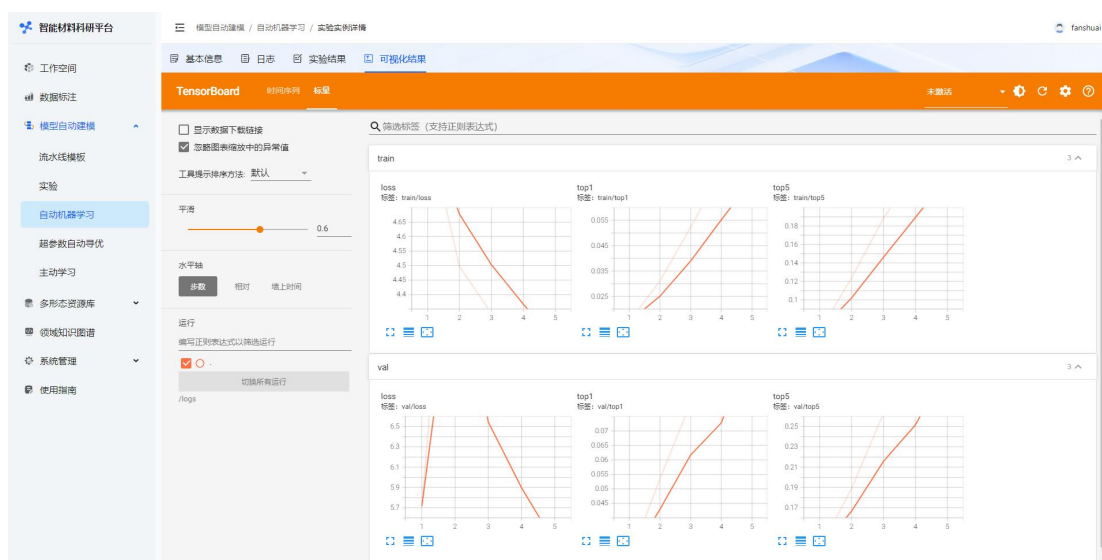 智能材料科研平台
模型自动建模 / 自动机器学习 / 实验实例详情
fanshuai
工作空间
数据标注
模型自动建模
流水线模板
实验
自动机器学习
超参数自动寻优
主动学习
多形态资源库
领域知识图谱
系统管理
使用指南
基本信息 日志 实验结果 可视化结果
TensorBoard 时间序列 标量 未激活
显示数据下载链接
忽略图表缩放中的异常值
工具提示排序方法: 默认
平滑
0.6
水平轴
步数 相对 墙上时间
运行
编写正则表达式以筛选运行
.
切换所有运行
/logs
筛选标签（支持正则表达式）
train 3
loss
标签: train/loss
4.65
4.6
4.55
4.5
4.45
4.4
1 2 3 4 5
top1
标签: train/top1
0.055
0.045
0.035
0.025
1 2 3 4 5
top5
标签: train/top5
0.18
0.16
0.14
0.12
0.1
1 2 3 4 5
val 3
loss
标签: val/loss
6.5
6.3
6.1
5.9
5.7
1 2 3 4 5
top1
标签: val/top1
0.07
0.065
0.06
0.055
0.05
0.045
1 2 3 4 5
top5
标签: val/top5
0.25
0.23
0.21
0.19
0.17
1 2 3 4 5